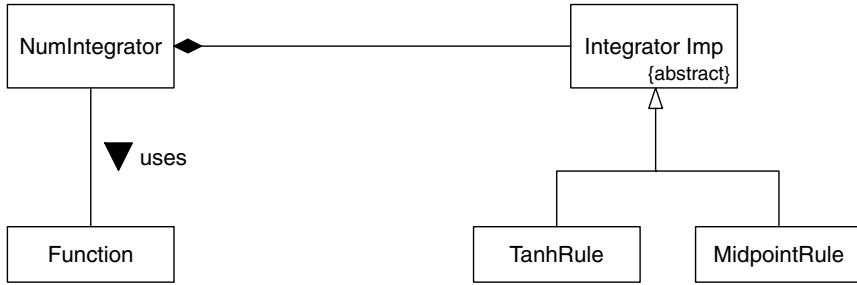 NumIntegrator
Integrator Imp
{abstract}
uses
Function
TanhRule
MidpointRule